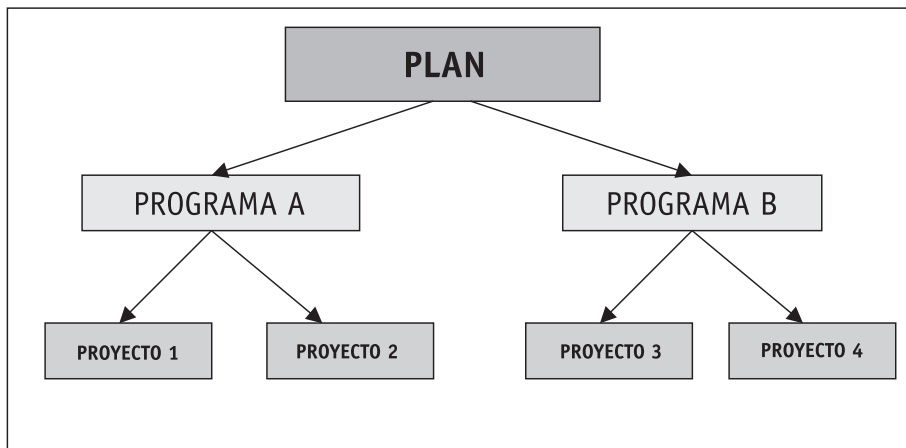 PLAN
PROGRAMA A
PROGRAMA B
PROYECTO 1
PROYECTO 2
PROYECTO 3
PROYECTO 4